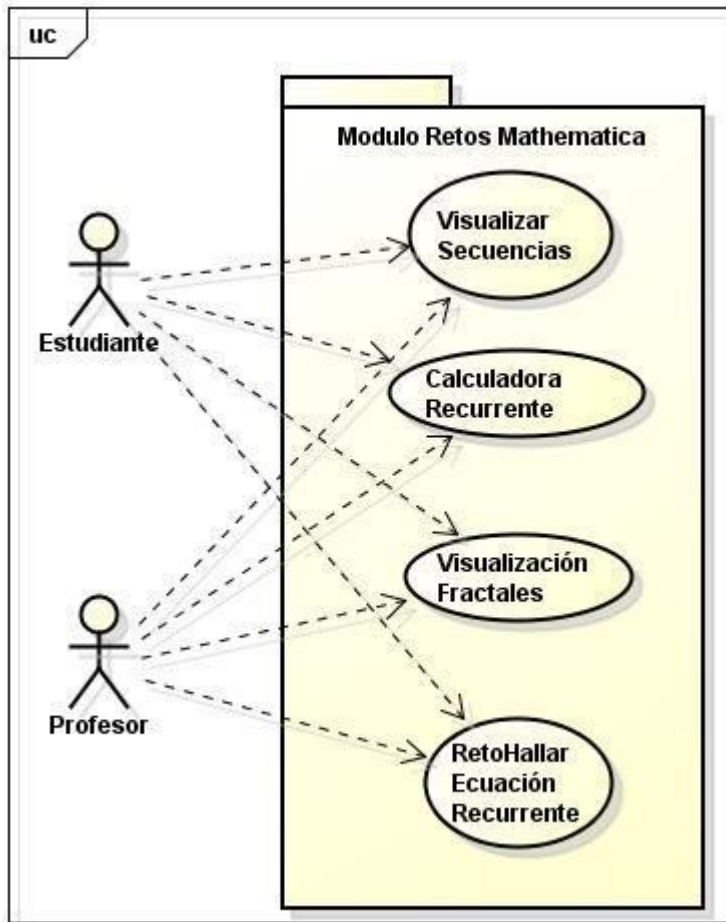 uc
Modulo Retos Mathematica
Visualizar
Secuencias
Estudiante
Calculadora
Recurrente
Visualización
Fractales
Profesor
RetoHallar
Ecuación
Recurrente